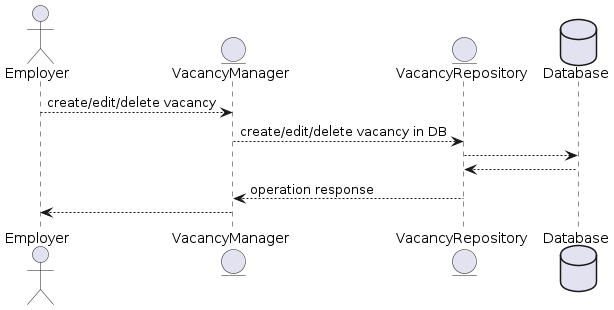 Employer
VacancyManager
VacancyRepository
Database
create/edit/delete vacancy
create/edit/delete vacancy in DB
operation response
Employer
VacancyManager
VacancyRepository
Database